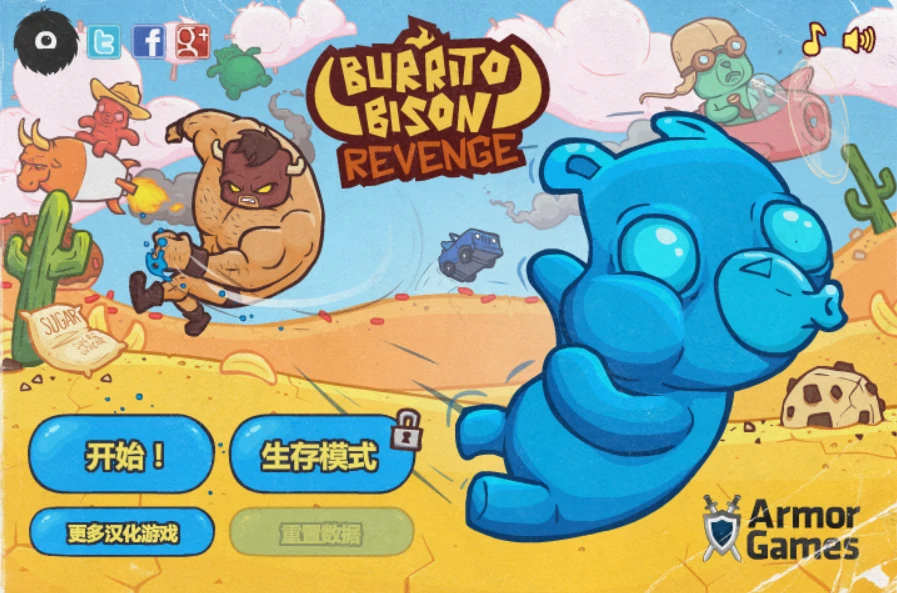 BURRITO
BISON
REVENGE
SUGAR
开始！
生存模式
更多汉化游戏
重置数据
Armor
Games